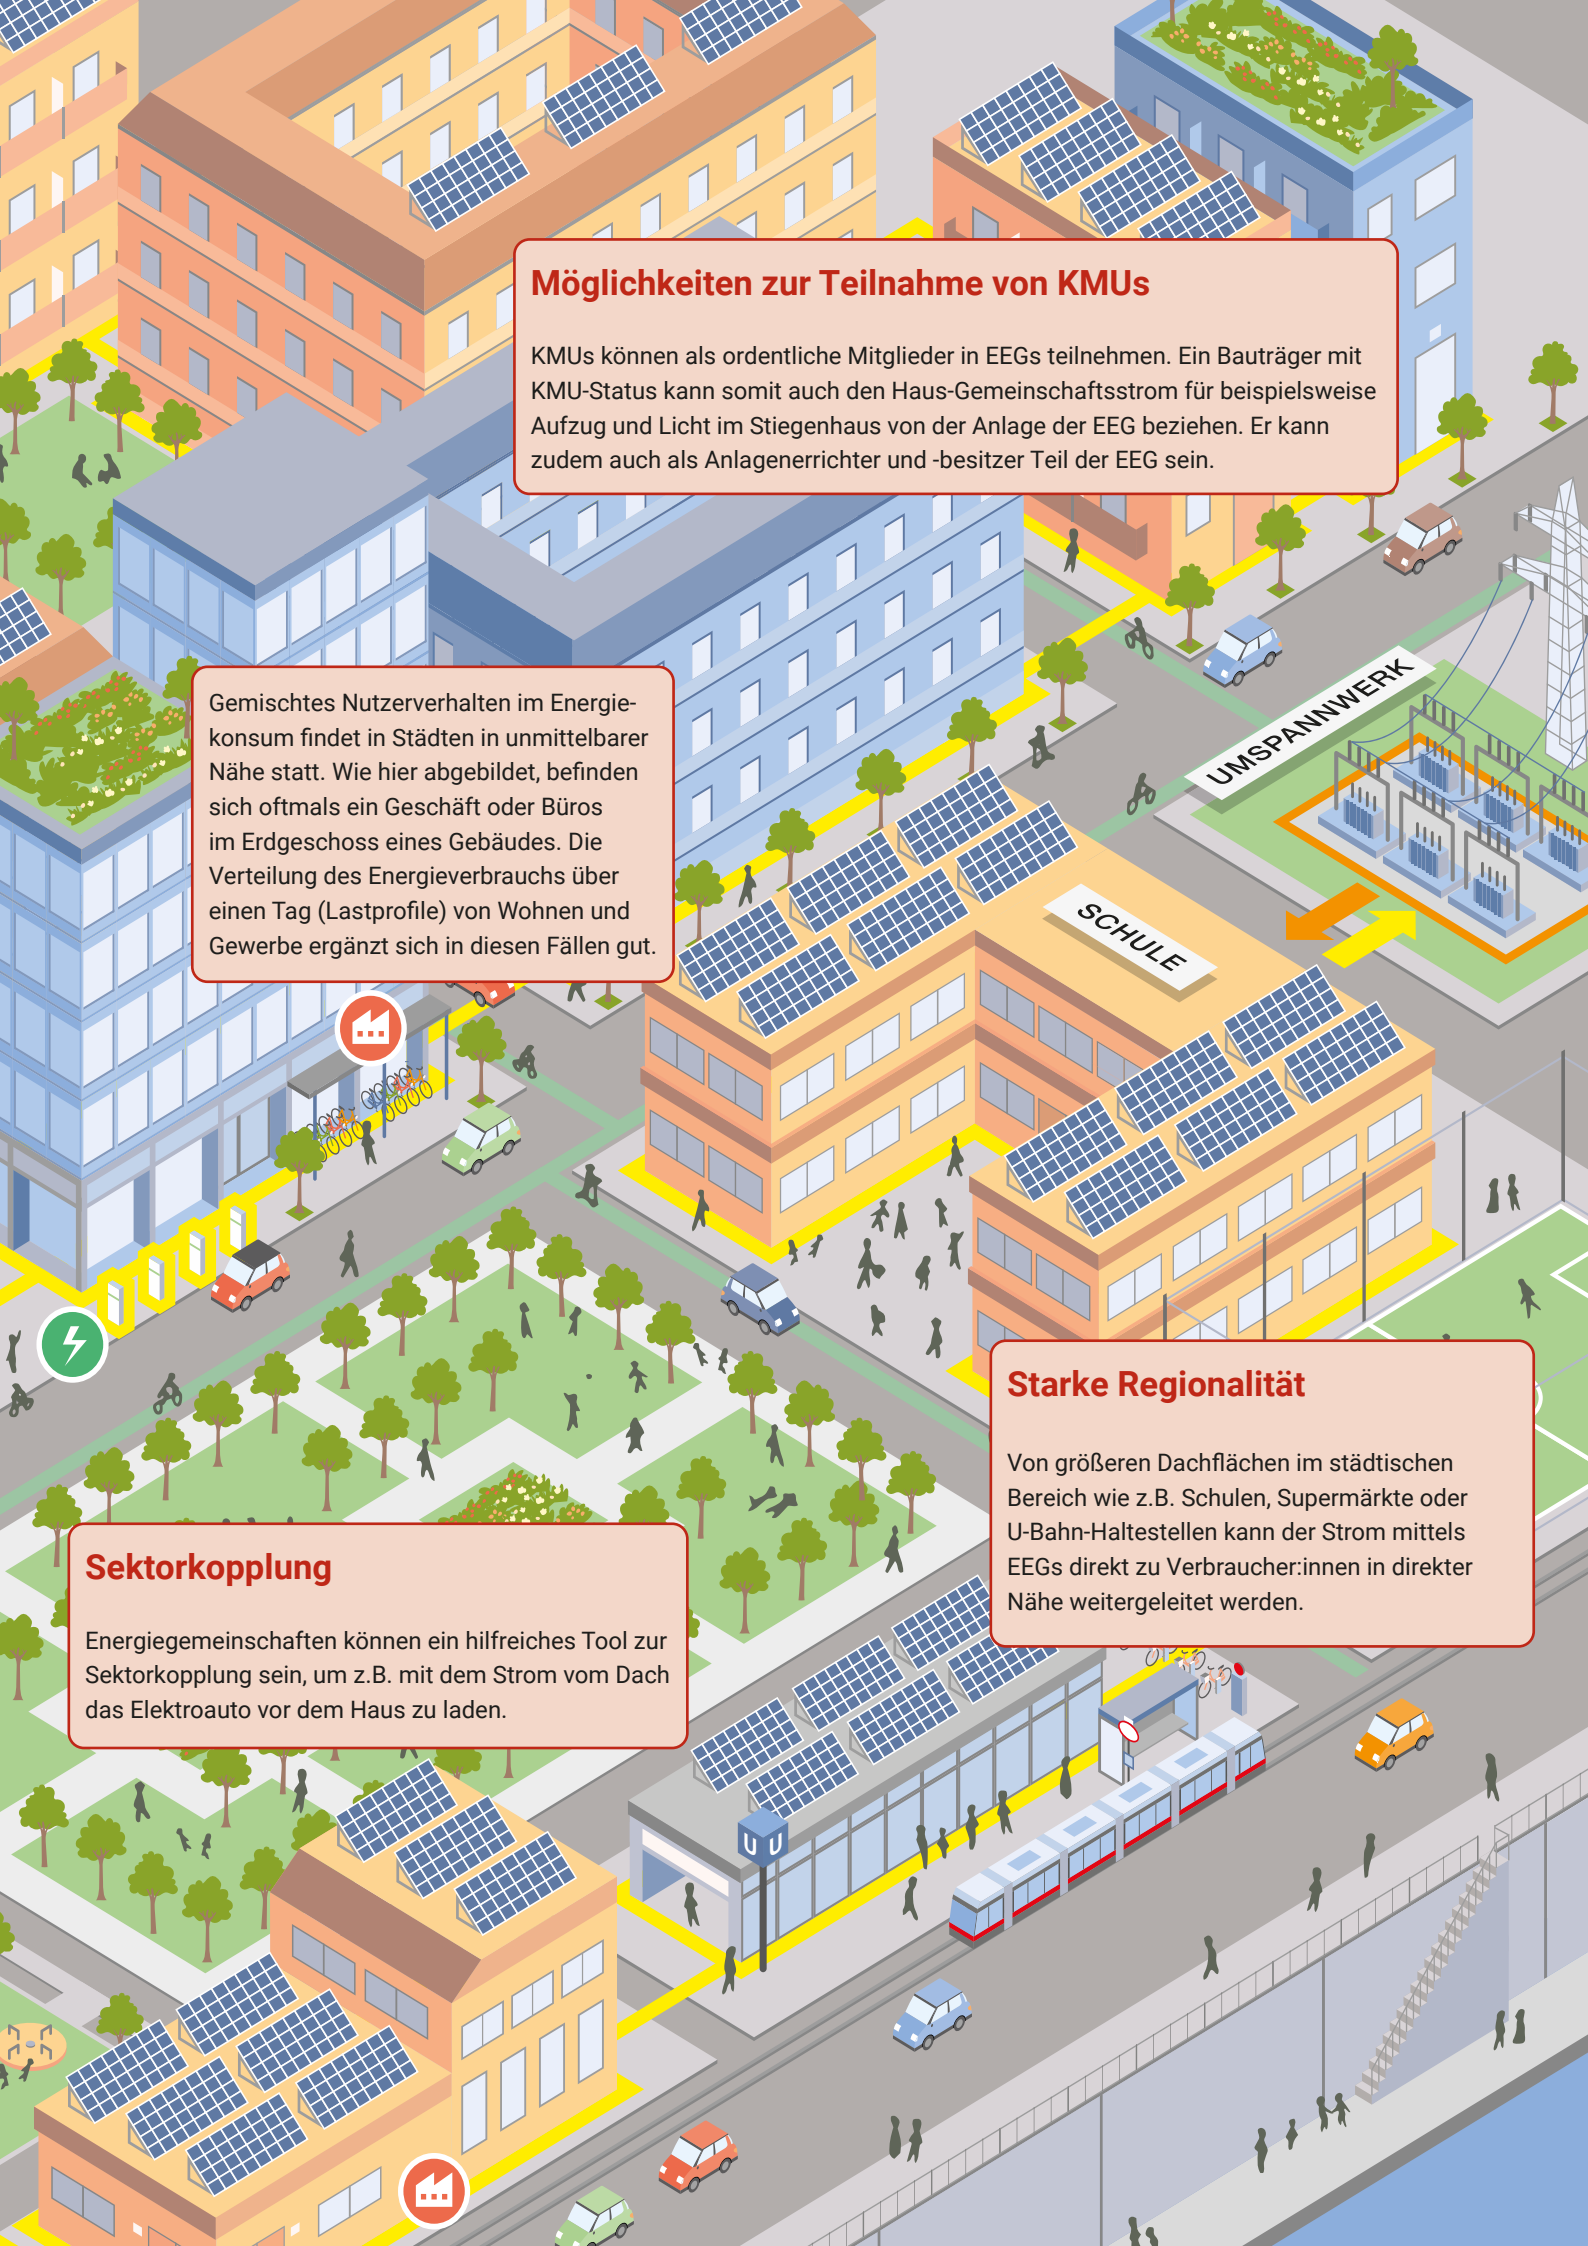 Möglichkeiten zur Teilnahme von KMUs
KMUs können als ordentliche Mitglieder in EEGs teilnehmen. Ein Bauträger mit
KMU-Status kann somit auch den Haus-Gemeinschaftsstrom für beispielsweise
Aufzug und Licht im Stiegenhaus von der Anlage der EEG beziehen. Er kann
zudem auch als Anlagenerrichter und -besitzer Teil der EEG sein.
UMSPANNWERK
Gemischtes Nutzerverhalten im Energie-
konsum findet in Städten in unmittelbarer
Nähe statt. Wie hier abgebildet, befinden
sich oftmals ein Geschäft oder Büros
im Erdgeschoss eines Gebäudes. Die
Verteilung des Energieverbrauchs über
einen Tag (Lastprofile) von Wohnen und
Gewerbe ergänzt sich in diesen Fällen gut.
SCHULE
Starke Regionalität
Von größeren Dachflächen im städtischen
Bereich wie z.B. Schulen, Supermärkte oder
U-Bahn-Haltestellen kann der Strom mittels
EEGs direkt zu Verbraucher:innen in direkter
Nähe weitergeleitet werden.
Sektorkopplung
Energiegemeinschaften können ein hilfreiches Tool zur
Sektorkopplung sein, um z.B. mit dem Strom vom Dach
das Elektroauto vor dem Haus zu laden.
U U